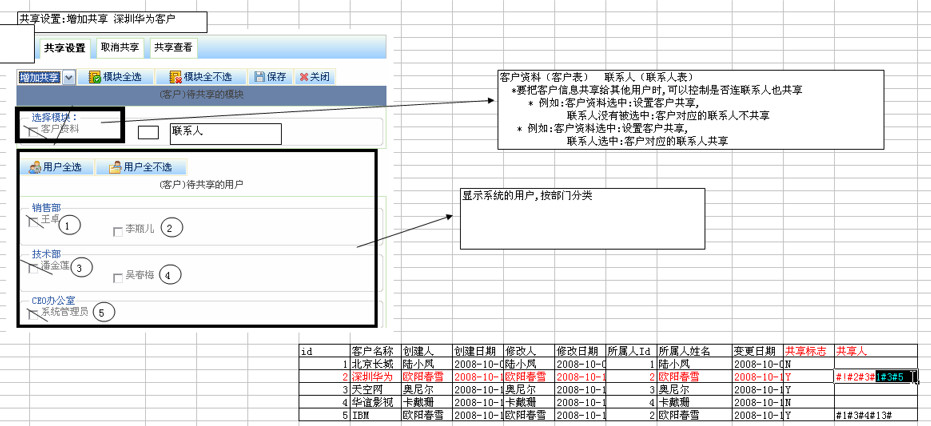 共享设置:增加共享 深圳华为客户
共享设置 取消共享 共享查看
增加共享 模块全选 模块全不选 保存 关闭
(客户)待共享的模块
选择模块:
客户资料
联系人
客户资料(客户表) 联系人(联系人表)
*要把客户信息共享给其他用户时,可以控制是否连联系人也共享
* 例如:客户资料选中:设置客户共享,
联系人没有被选中:客户对应的联系人不共享
* 例如:客户资料选中:设置客户共享,
联系人选中:客户对应的联系人共享
用户全选 用户全不选
(客户)待共享的用户
销售部
王卓 1 李顺儿 2
技术部
潘金莲 3 吴春梅 4
CEO办公室
系统管理员 5
显示系统的用户,按部门分类
id 客户名称 创建人 创建日期 修改人 修改日期 所属人Id 所属人姓名 变更日期 共享标志 共享人
1 北京长城 陆小凤 2008-10-0 陆小凤 2008-10-0 1 陆小凤 2008-10-0 N
2 深圳华为 欧阳春雪 2008-10-1 欧阳春雪 2008-10-1 2 欧阳春雪 2008-10-1 Y #1#2#3#1#3#5
3 天空网 奥尼尔 2008-10-1 奥尼尔 2008-10-1 3 奥尼尔 2008-10-1 Y
4 华谊影视 卡戴珊 2008-10-1 卡戴珊 2008-10-1 4 卡戴珊 2008-10-1 N
5 IBM 欧阳春雪 2008-10-1 欧阳春雪 2008-10-1 2 欧阳春雪 2008-10-1 Y #1#3#4#13#